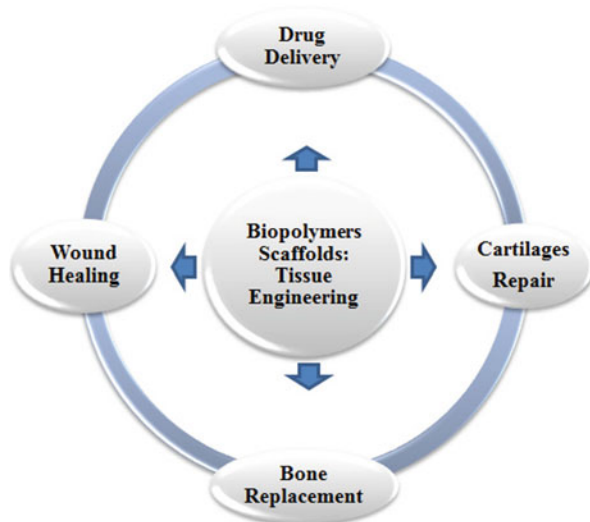 Drug
Delivery
Wound
Healing
Biopolymers
Scaffolds:
Tissue
Engineering
Cartilages
Repair
Bone
Replacement